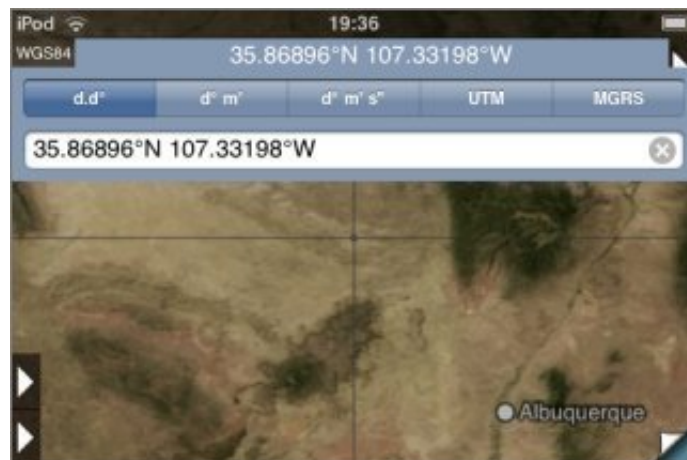 iPod 19:36
WGS84 35.86896°N 107.33198°W
d.d° d° m' d° m' s" UTM MGRS
35.86896°N 107.33198°W
Albuquerque